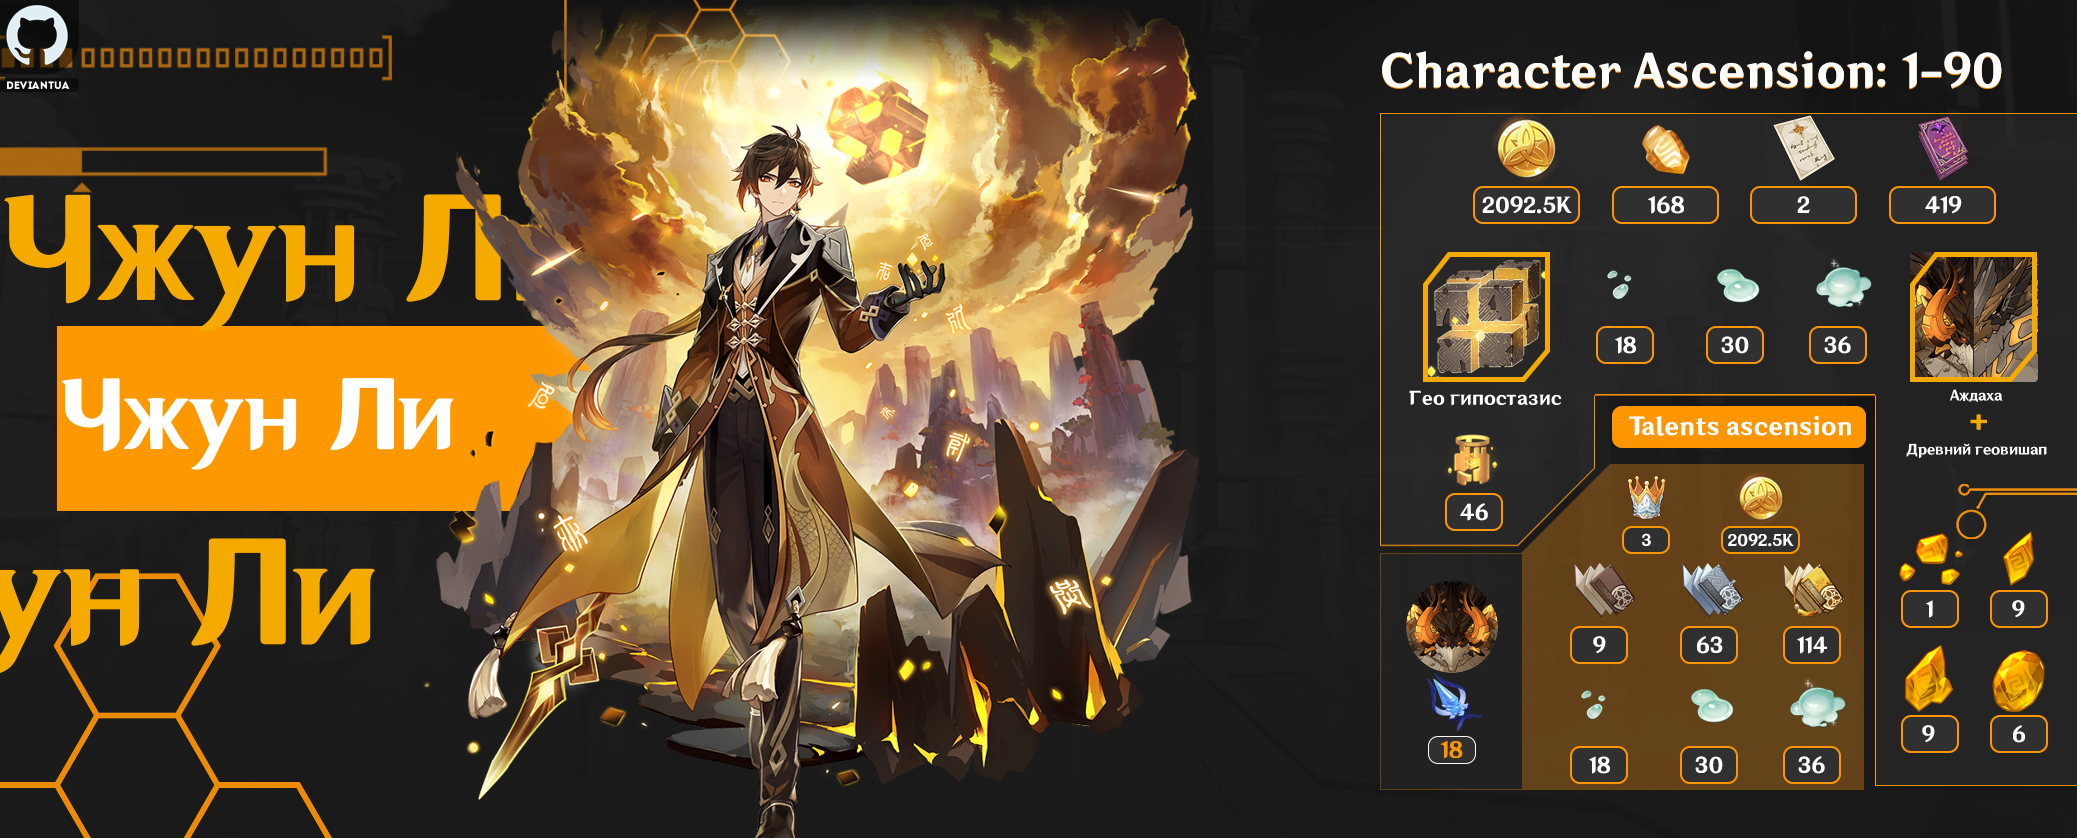 DEVIANTUA
Чжун Л
Чжун Ли
ун Ли
Character Ascension: 1-90
2092.5K
168
2
419
18
30
36
Гео гипостазис
46
Аждаха
+
Древний геовишап
Talents ascension
3
2092.5K
9
63
114
18
30
36
18
1
9
9
6